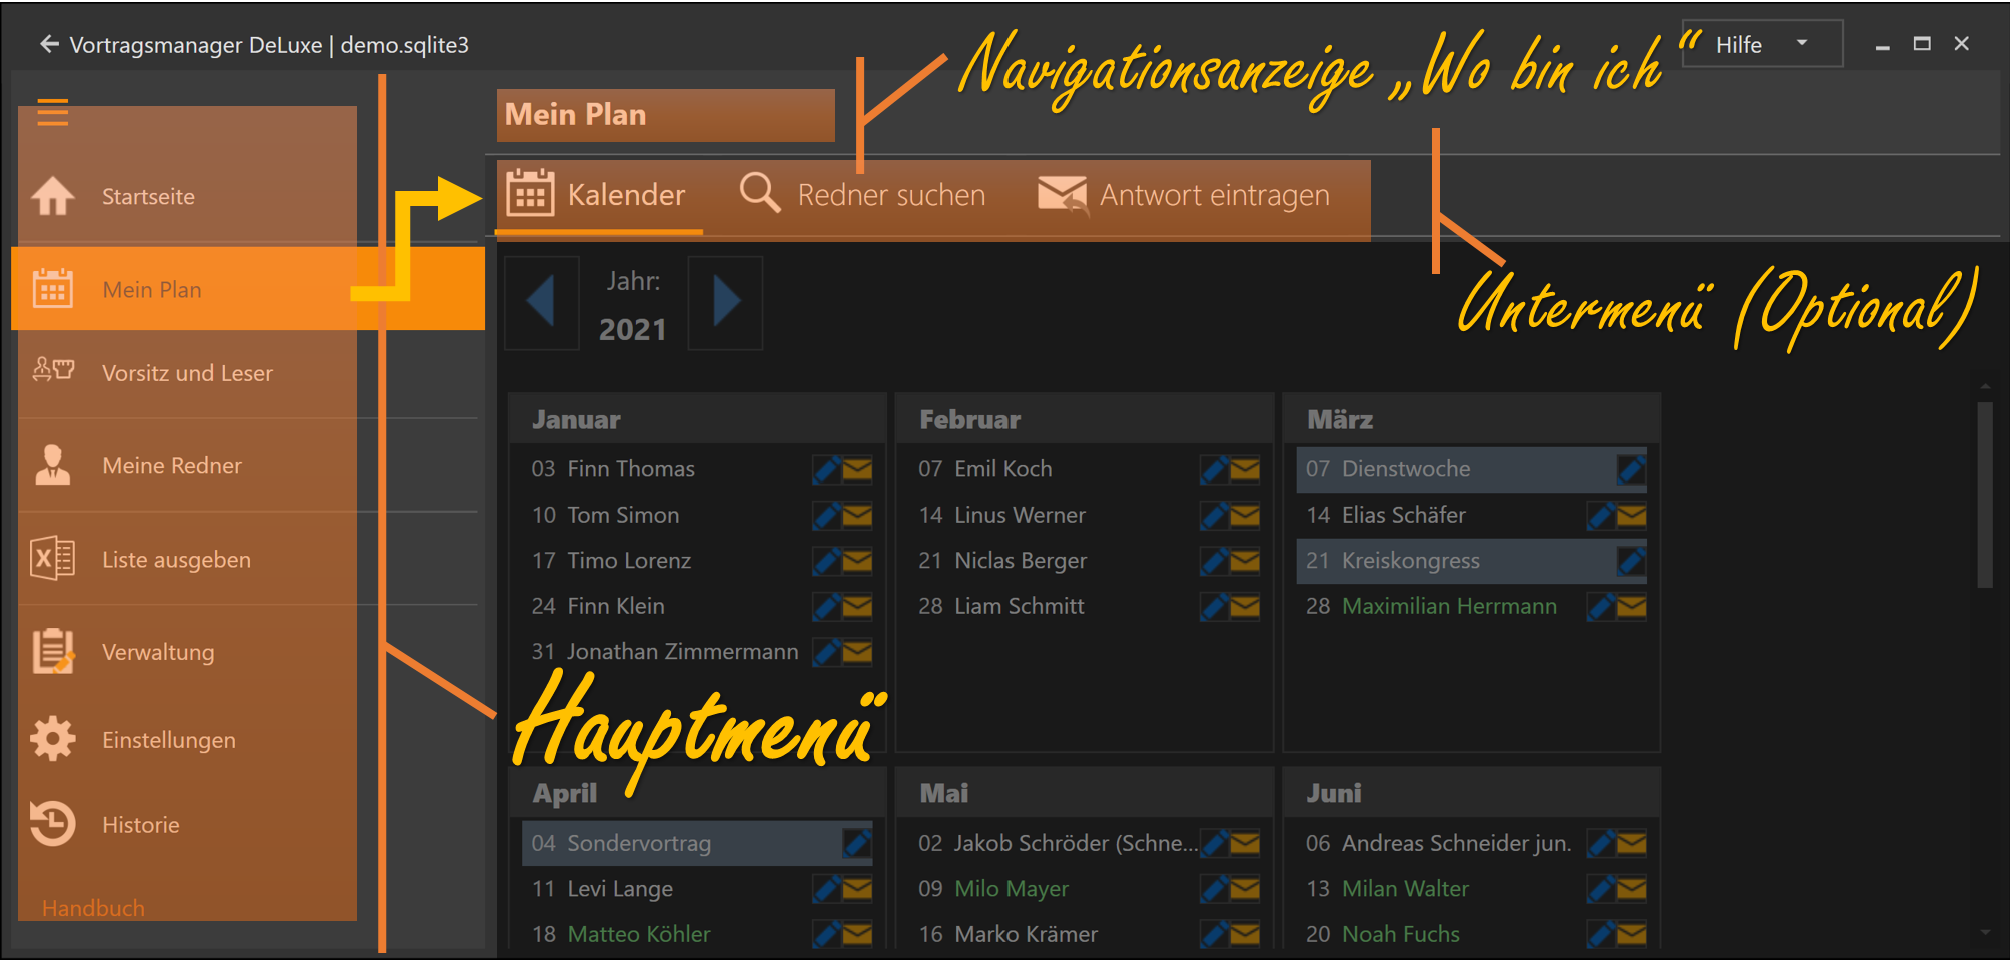 Vortragsmanager DeLuxe | demo.sqlite3
Hilfe
Navigationsanzeige „Wo bin ich“
Untermenü (Optional)
Hauptmenü
Startseite
Mein Plan
Vorsitz und Leser
Meine Redner
Liste ausgeben
Verwaltung
Einstellungen
Historie
Handbuch
Mein Plan
Kalender
Redner suchen
Antwort eintragen
Jahr:
2021
Januar
03 Finn Thomas
10 Tom Simon
17 Timo Lorenz
24 Finn Klein
31 Jonathan Zimmermann
Februar
07 Emil Koch
14 Linus Werner
21 Niclas Berger
28 Liam Schmitt
März
07 Dienstwoche
14 Elias Schäfer
21 Kreiskongress
28 Maximilian Herrmann
April
04 Sondervortrag
11 Levi Lange
18 Matteo Köhler
Mai
02 Jakob Schröder (Schne...
09 Milo Mayer
16 Marko Krämer
Juni
06 Andreas Schneider jun.
13 Milan Walter
20 Noah Fuchs